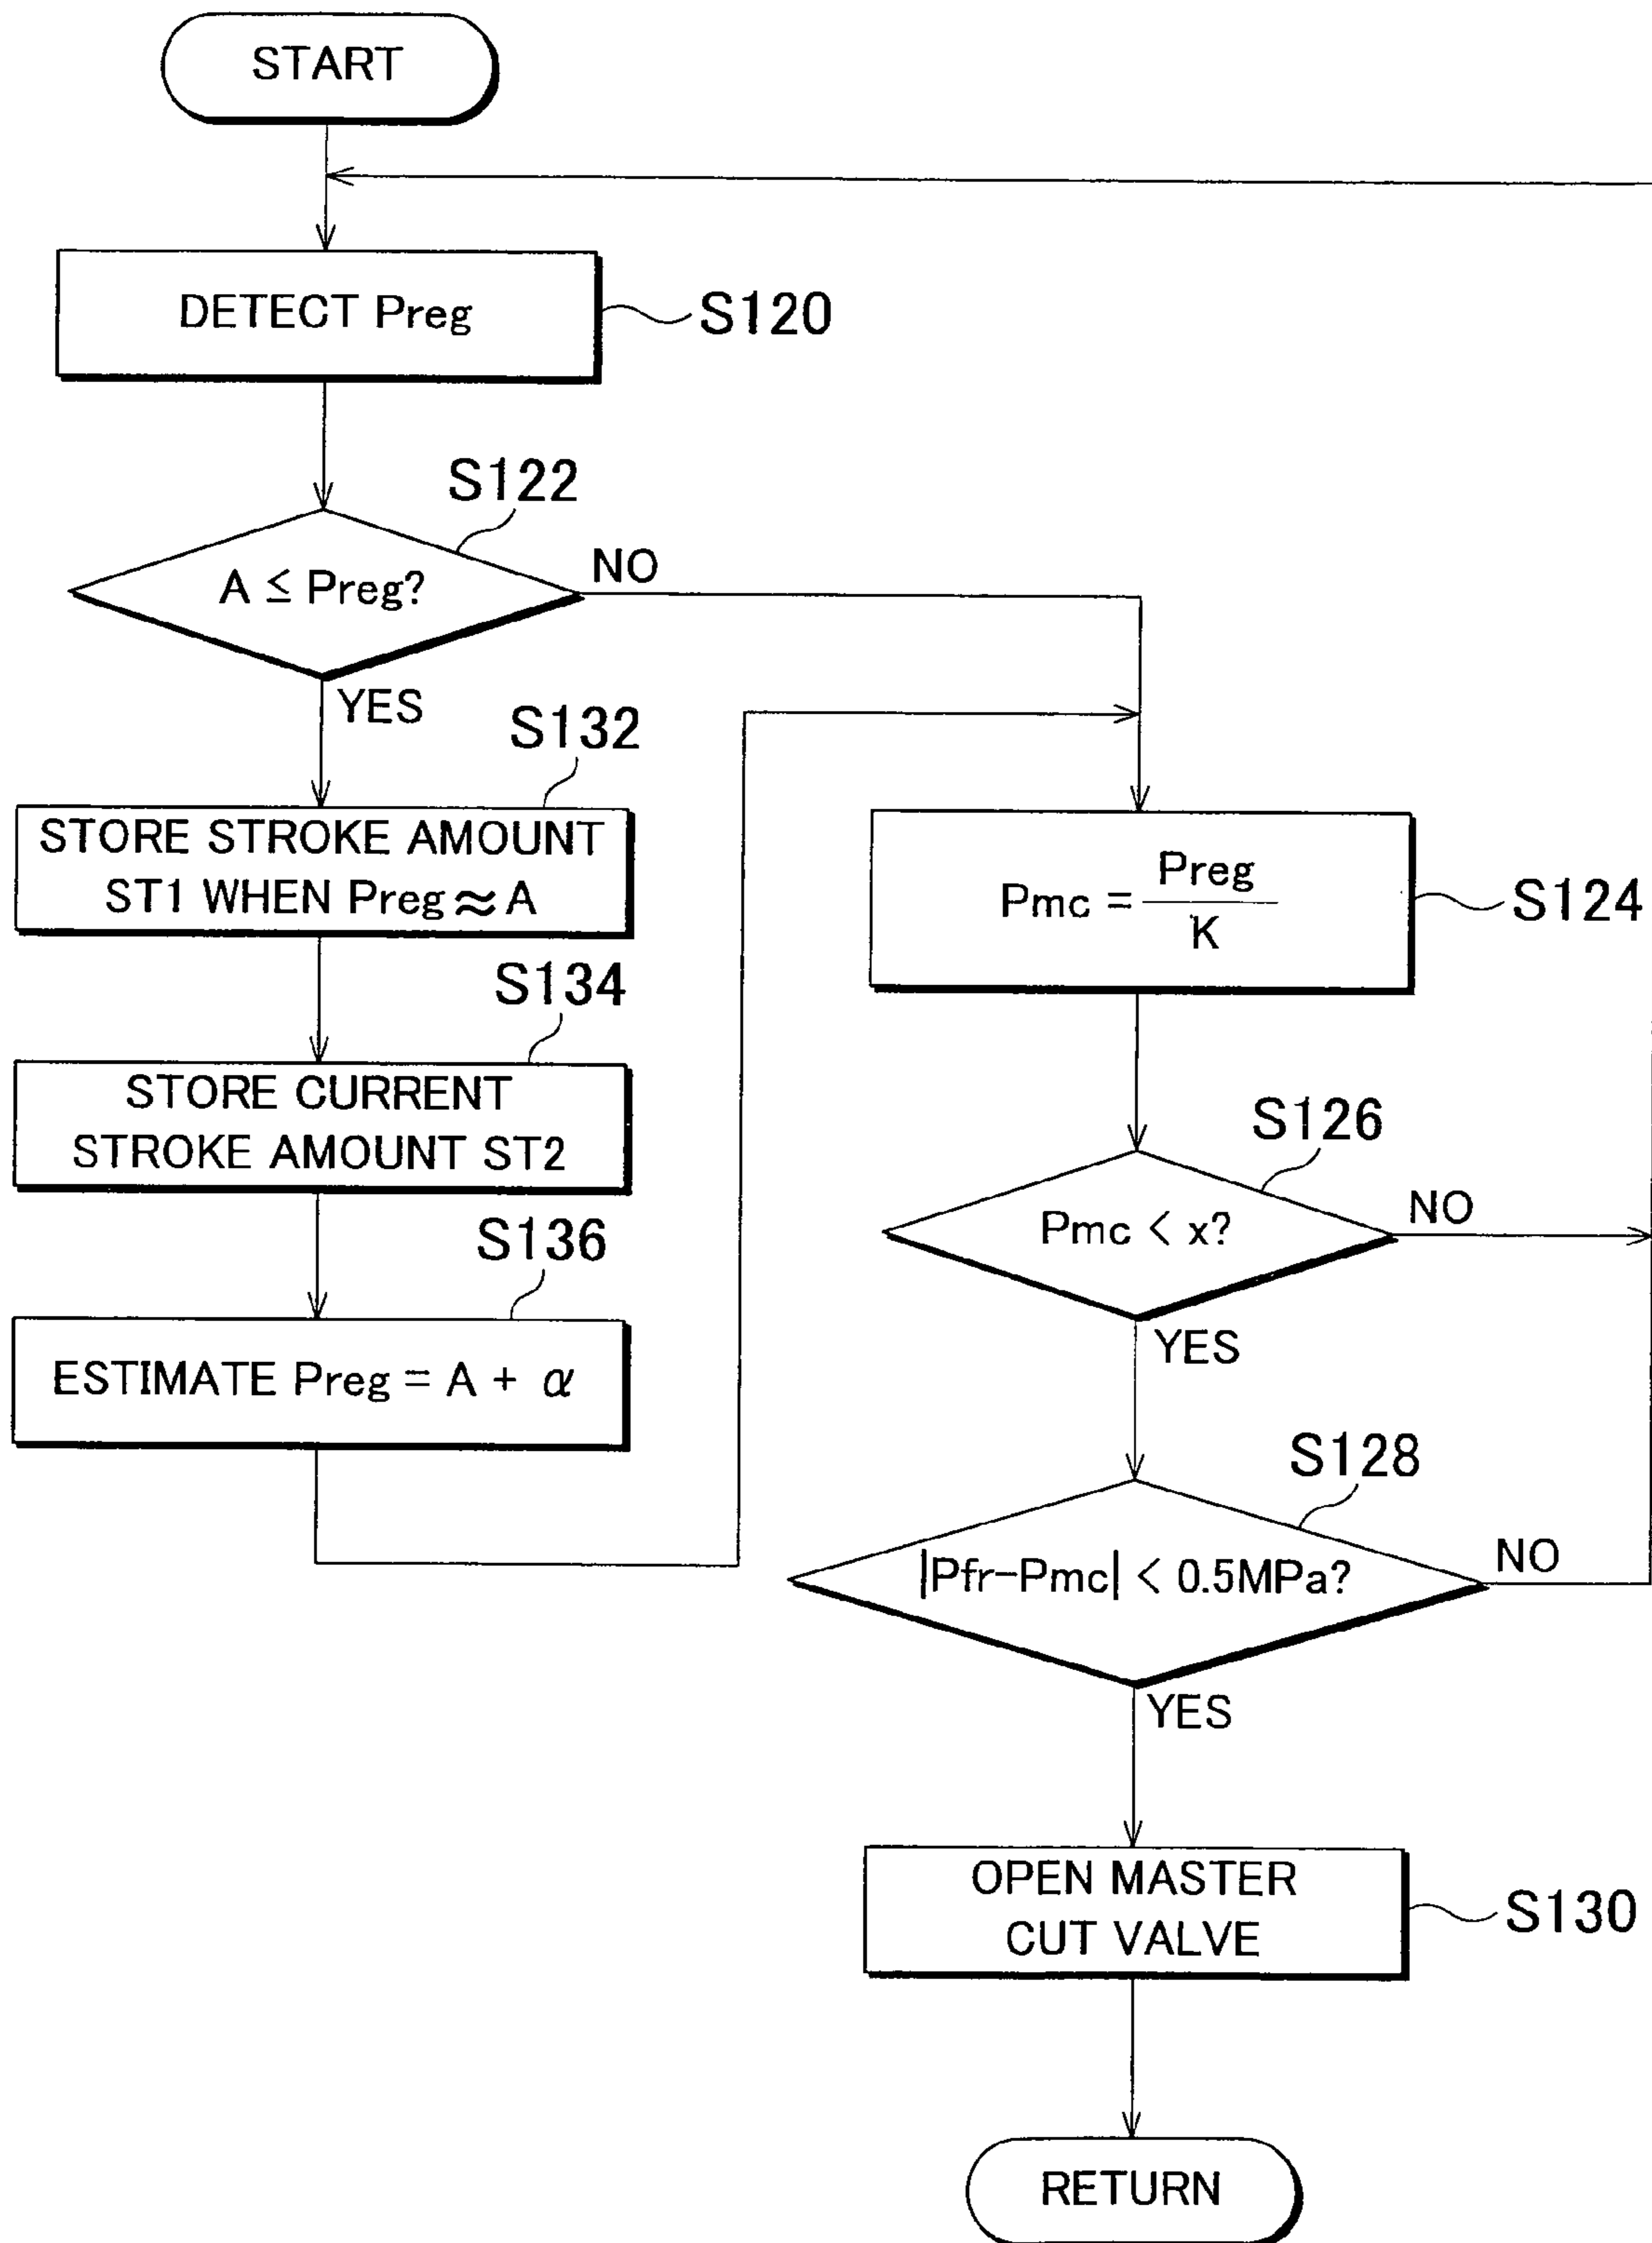 START
DETECT Preg
S120
S122
A ≤ Preg?
NO
YES
S132
STORE STROKE AMOUNT
ST1 WHEN Preg ≈ A
S134
STORE CURRENT
STROKE AMOUNT ST2
S136
ESTIMATE Preg = A + α
Pmc = Preg / K
S124
S126
Pmc < x?
NO
YES
S128
|Pfr-Pmc| < 0.5MPa?
NO
YES
OPEN MASTER
CUT VALVE
S130
RETURN